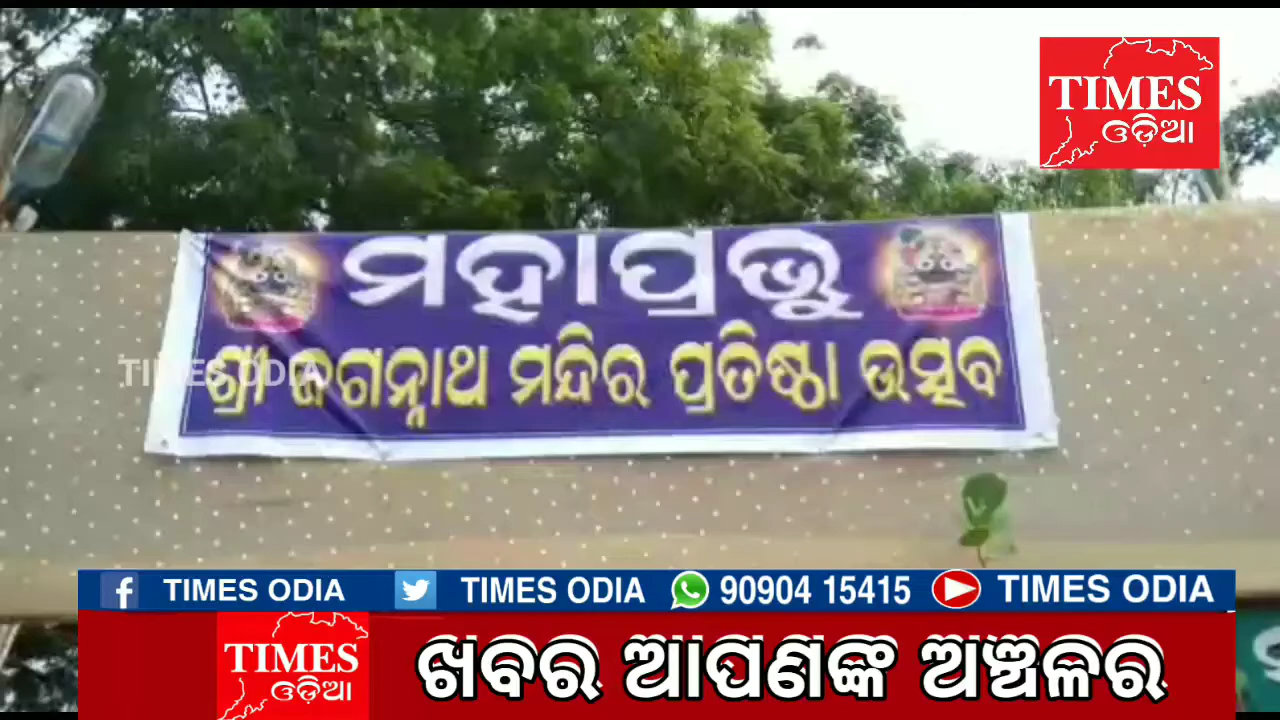 TIMES
ଓଡ଼ିଆ
ମହାପ୍ରଭୁ
ଶ୍ରୀ ଜଗନ୍ନାଥ ମନ୍ଦିର ପ୍ରତିଷ୍ଠା ଉତ୍ସବ
TIMES ODIA
TIMES ODIA TIMES ODIA 90904 15415 TIMES ODIA
TIMES
ଓଡ଼ିଆ
ଖବର ଆପଣଙ୍କ ଅଞ୍ଚଳର